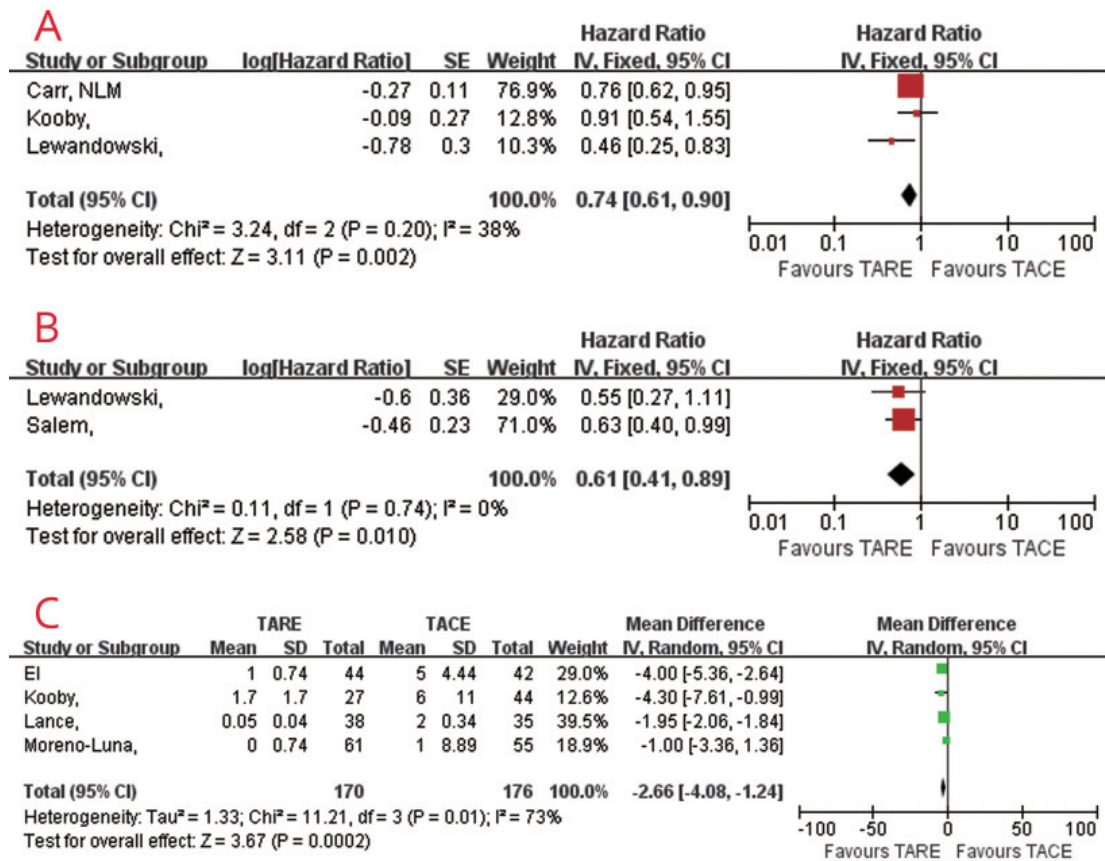 A
Hazard Ratio Hazard Ratio
Study or Subgroup log[Hazard Ratio] SE Weight IV, Fixed, 95% CI IV, Fixed, 95% CI
Carr, NLM -0.27 0.11 76.9% 0.76 [0.62, 0.95]
Kooby, -0.09 0.27 12.8% 0.91 [0.54, 1.55]
Lewandowski, -0.78 0.3 10.3% 0.46 [0.25, 0.83]
Total (95% CI) 100.0% 0.74 [0.61, 0.90]
Heterogeneity: Chi² = 3.24, df = 2 (P = 0.20); I² = 38%
Test for overall effect: Z = 3.11 (P = 0.002)
0.01 0.1 1 10 100
Favours TARE Favours TACE
B
Hazard Ratio Hazard Ratio
Study or Subgroup log[Hazard Ratio] SE Weight IV, Fixed, 95% CI IV, Fixed, 95% CI
Lewandowski, -0.6 0.36 29.0% 0.55 [0.27, 1.11]
Salem, -0.46 0.23 71.0% 0.63 [0.40, 0.99]
Total (95% CI) 100.0% 0.61 [0.41, 0.89]
Heterogeneity: Chi² = 0.11, df = 1 (P = 0.74); I² = 0%
Test for overall effect: Z = 2.58 (P = 0.010)
0.01 0.1 1 10 100
Favours TARE Favours TACE
C
TARE TACE Mean Difference Mean Difference
Study or Subgroup Mean SD Total Mean SD Total Weight IV, Random, 95% CI IV, Random, 95% CI
El 1 0.74 44 5 4.44 42 29.0% -4.00 [-5.36, -2.64]
Kooby, 1.7 1.7 27 6 11 44 12.6% -4.30 [-7.61, -0.99]
Lance, 0.05 0.04 38 2 0.34 35 39.5% -1.95 [-2.06, -1.84]
Moreno-Luna, 0 0.74 61 1 8.89 55 18.9% -1.00 [-3.36, 1.36]
Total (95% CI) 170 176 100.0% -2.66 [-4.08, -1.24]
Heterogeneity: Tau² = 1.33; Chi² = 11.21, df = 3 (P = 0.01); I² = 73%
Test for overall effect: Z = 3.67 (P = 0.0002)
-100 -50 0 50 100
Favours TARE Favours TACE